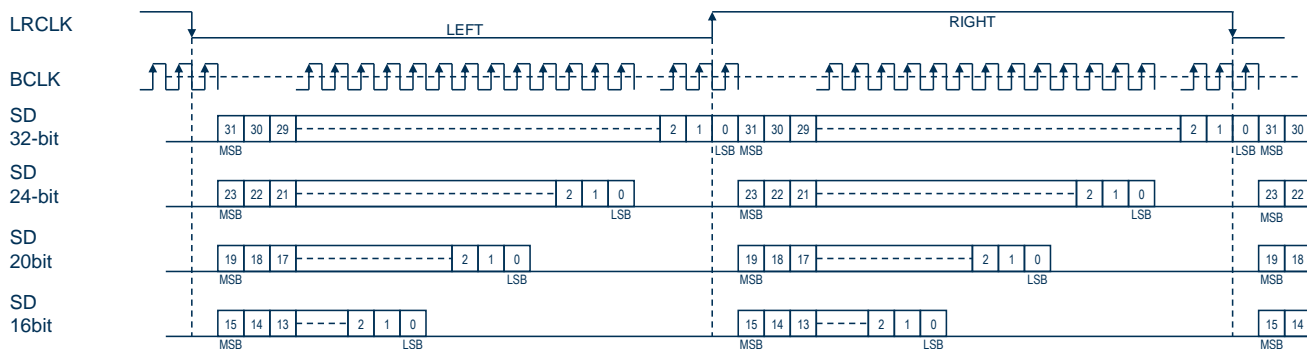 LEFT
RIGHT
LRCLK
BCLK
SD
32-bit
31 30 29 2 1 0 31 30 29 2 1 0 31 30
MSB LSB MSB LSB MSB
SD
24-bit
23 22 21 2 1 0 23 22 21 2 1 0 23 22
MSB LSB MSB LSB MSB
SD
20bit
19 18 17 2 1 0 19 18 17 2 1 0 19 18
MSB LSB MSB LSB MSB
SD
16bit
15 14 13 2 1 0 15 14 13 2 1 0 15 14
MSB LSB MSB LSB MSB